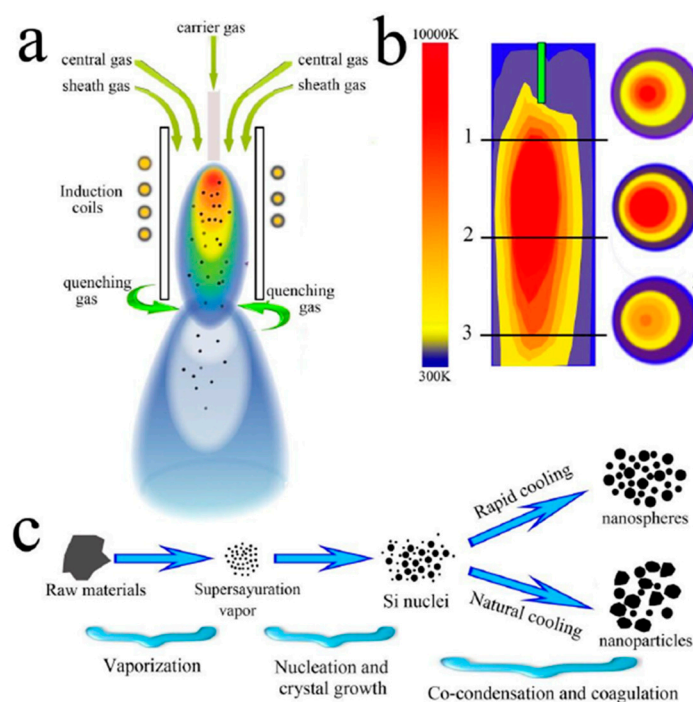 a
carrier gas
central gas
central gas
sheath gas
sheath gas
Induction
coils
quenching
gas
quenching
gas
b
10000K
300K
1
2
3
c
Raw materials
Supersayuration
vapor
Si nuclei
Rapid cooling
Natural cooling
nanospheres
nanoparticles
Vaporization
Nucleation and
crystal growth
Co-condensation and coagulation